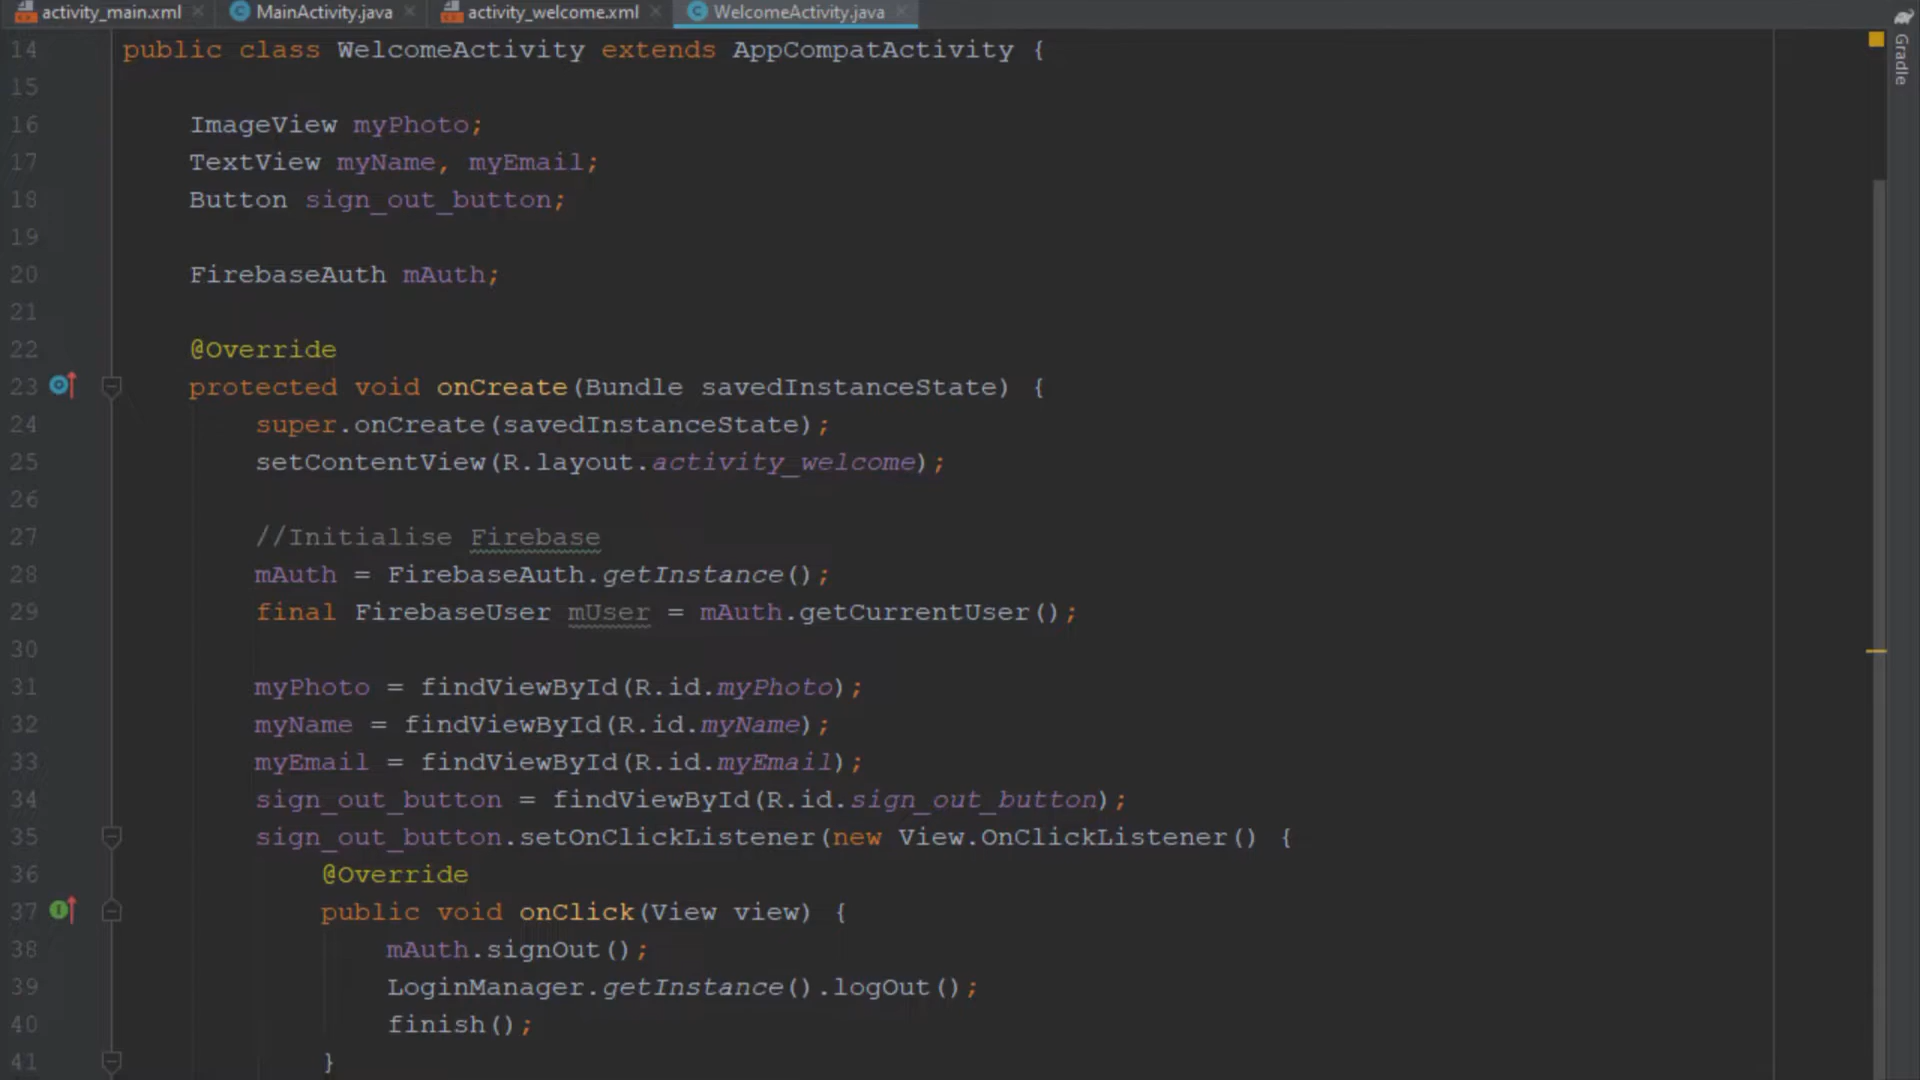 activity_main.xml MainActivity.java activity_welcome.xml WelcomeActivity.java
Gradle
14 public class WelcomeActivity extends AppCompatActivity {
15
16 ImageView myPhoto;
17 TextView myName, myEmail;
18 Button sign_out_button;
19
20 FirebaseAuth mAuth;
21
22 @Override
23 protected void onCreate(Bundle savedInstanceState) {
24 super.onCreate(savedInstanceState);
25 setContentView(R.layout.activity_welcome);
26
27 //Initialise Firebase
28 mAuth = FirebaseAuth.getInstance();
29 final FirebaseUser mUser = mAuth.getCurrentUser();
30
31 myPhoto = findViewById(R.id.myPhoto);
32 myName = findViewById(R.id.myName);
33 myEmail = findViewById(R.id.myEmail);
34 sign_out_button = findViewById(R.id.sign_out_button);
35 sign_out_button.setOnClickListener(new View.OnClickListener() {
36 @Override
37 public void onClick(View view) {
38 mAuth.signOut();
39 LoginManager.getInstance().logOut();
40 finish();
41 }